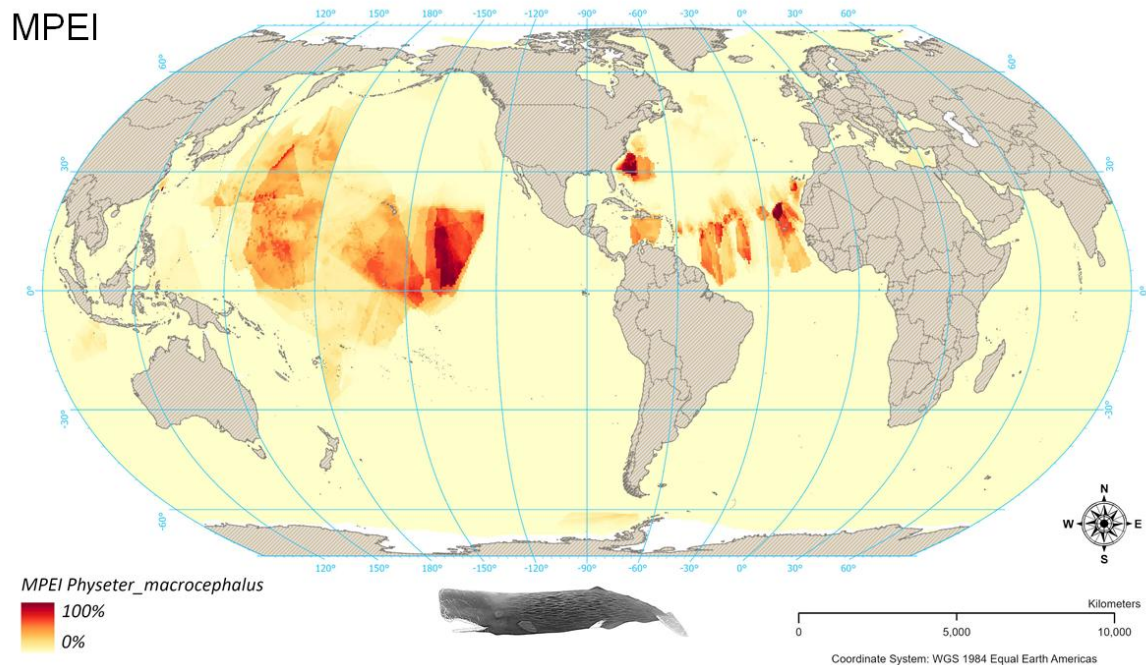 MPEI
120° 150° 180° -150° -120° -90° -60° -30° 0° 30° 60°
60° 60°
30° 30°
0° 0°
-30° -30°
-60° -60°
120° 150° 180° -150° -120° -90° -60° -30° 0° 30° 60°
N
W E
S
MPEI Physeter_macrocephalus
100%
0%
Kilometers
0 5,000 10,000
Coordinate System: WGS 1984 Equal Earth Americas